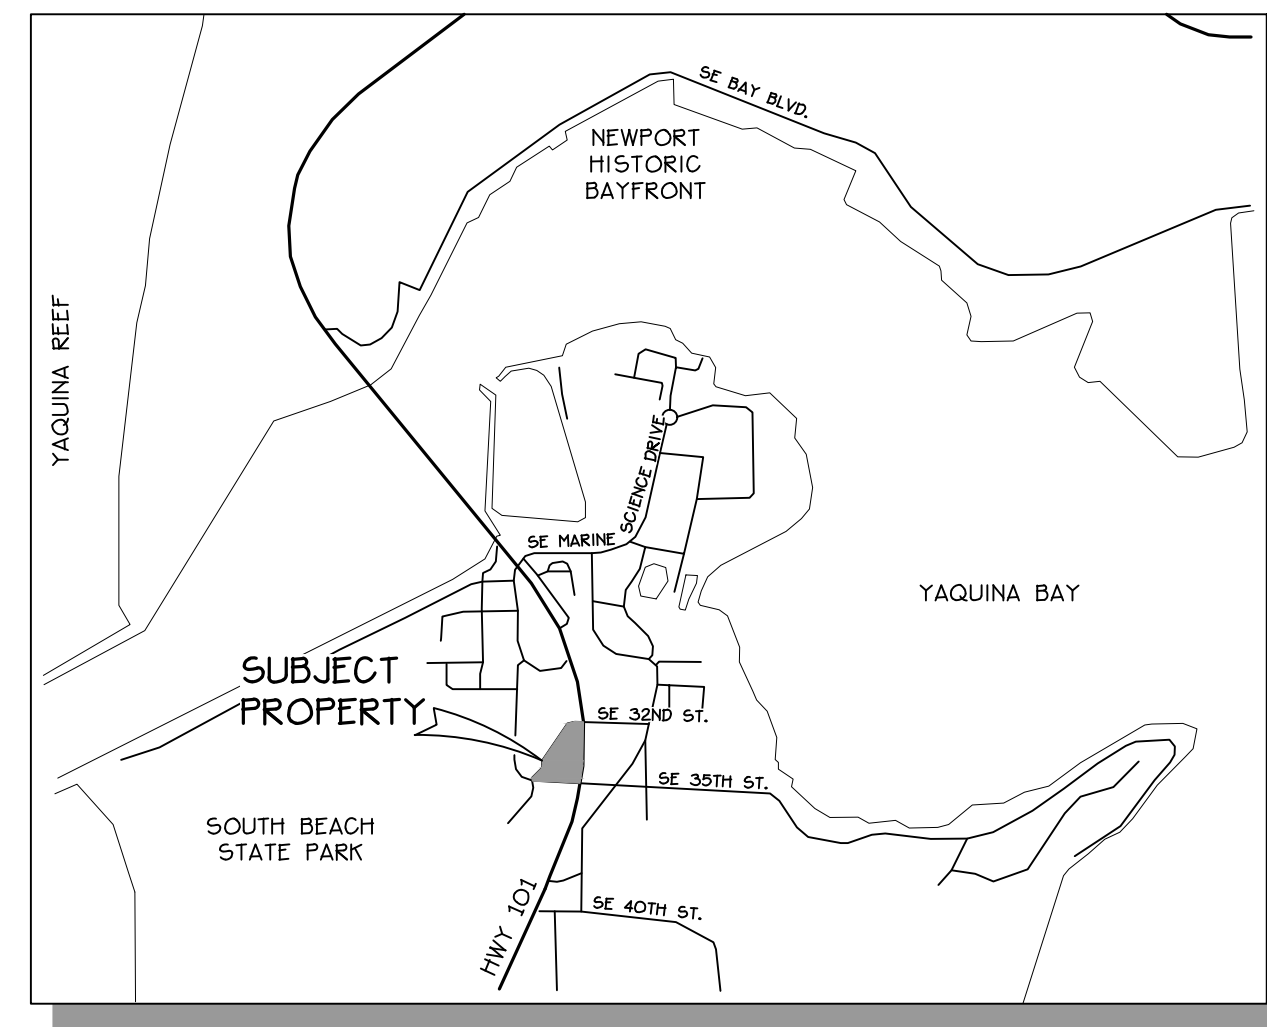 SE BAY BLVD.
NEWPORT
HISTORIC
BAYFRONT
YAQUINA REEF
SCIENCE DRIVE
SE MARINE
YAQUINA BAY
SUBJECT
PROPERTY
SE 32ND ST.
SE 35TH ST.
SOUTH BEACH
STATE PARK
HWY 101
SE 40TH ST.